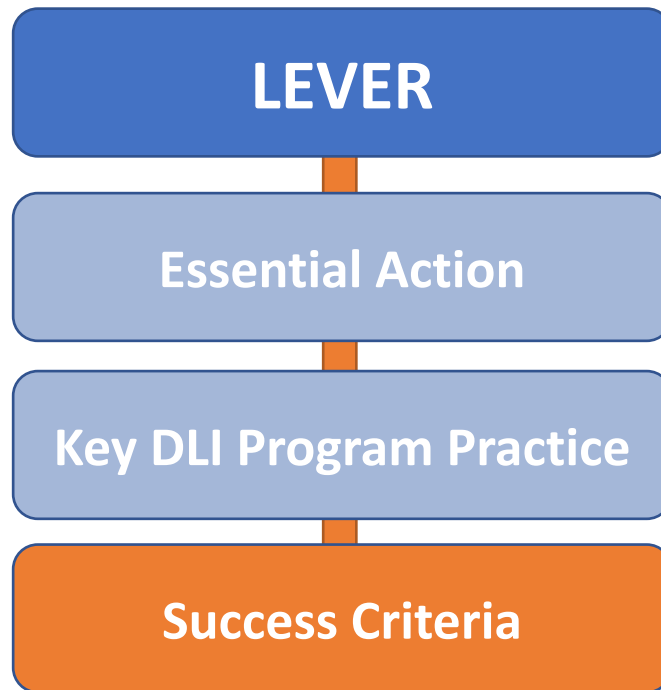 LEVER
Essential Action
Key DLI Program Practice
Success Criteria